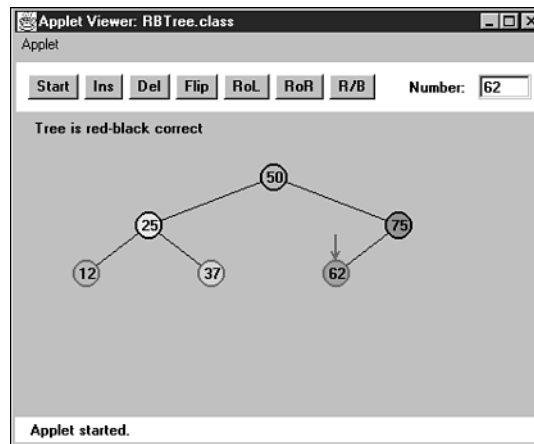 Applet Viewer: RBTree.class
Applet
Start Ins Del Flip RoL RoR R/B Number: 62
Tree is red-black correct
50
25 75
12 37 62
Applet started.